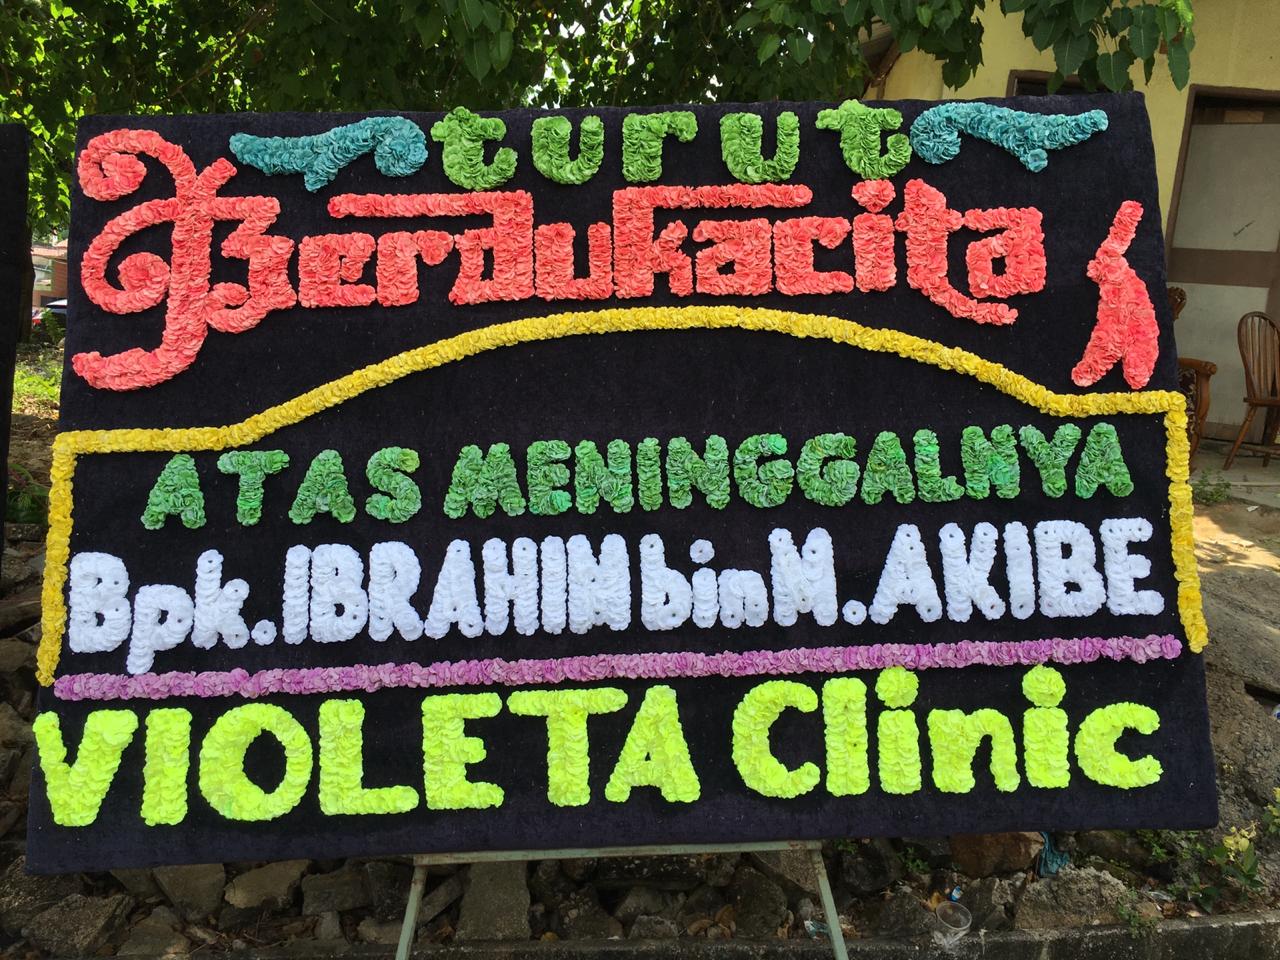 turut
Berdukacita
ATAS MENINGGALNYA
Bpk. IBRAHIM bin M. AKIBE
VIOLETA Clinic